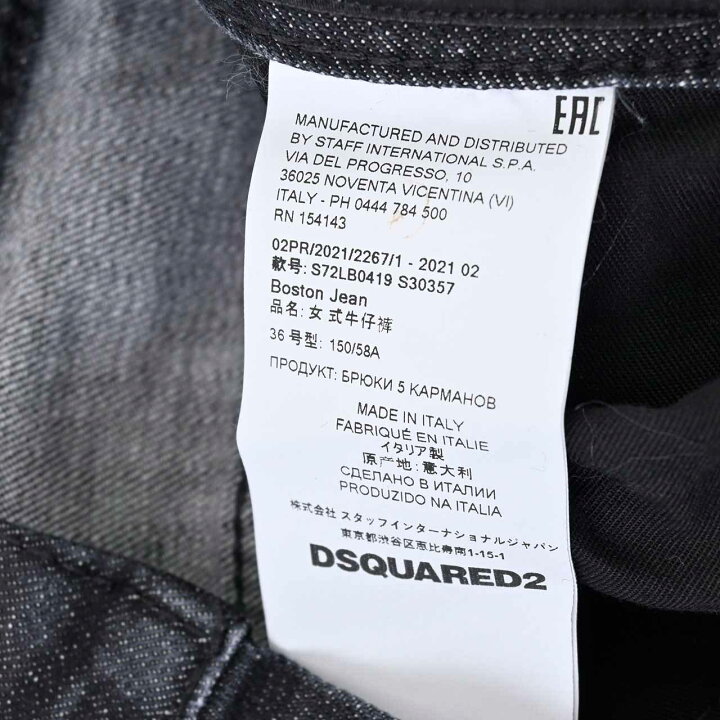 EAC
MANUFACTURED AND DISTRIBUTED
BY STAFF INTERNATIONAL S.P.A.
VIA DEL PROGRESSO, 10
36025 NOVENTA VICENTINA (VI)
ITALY - PH 0444 784 500
RN 154143
02PR/2021/2267/1 - 2021 02
款号: S72LB0419 S30357
Boston Jean
品名: 女式牛仔裤
36 号型: 150/58A
ПРОДУКТ: БРЮКИ 5 КАРМАНОВ
MADE IN ITALY
FABRIQUÉ EN ITALIE
イタリア製
原产地: 意大利
СДЕЛАНО В ИТАЛИИ
PRODUZIDO NA ITALIA
株式会社 スタッフインターナショナルジャパン
東京都渋谷区恵比寿南1-15-1
DSQUARED2